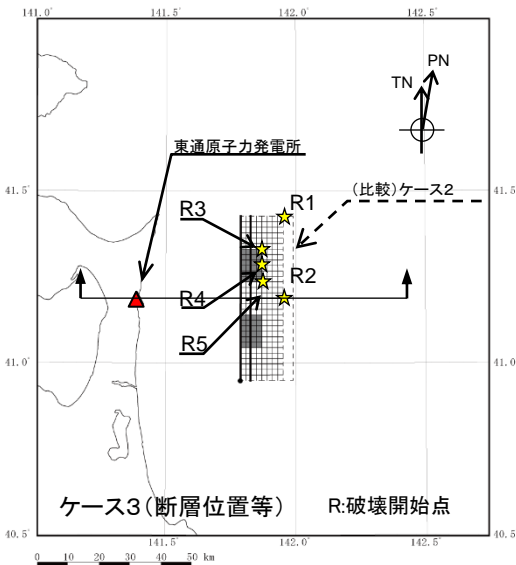 141.0゜ 141.5゜ 142.0゜ 142.5゜
PN
TN
東通原子力発電所
41.5゜ 41.5゜
(比較)ケース2
R3 R1
R2
R4
R5
41.0゜ 41.0゜
ケース3(断層位置等) R:破壊開始点
40.5゜ 40.5゜
141.5゜ 142.0゜ 142.5゜
0 10 20 30 40 50 km